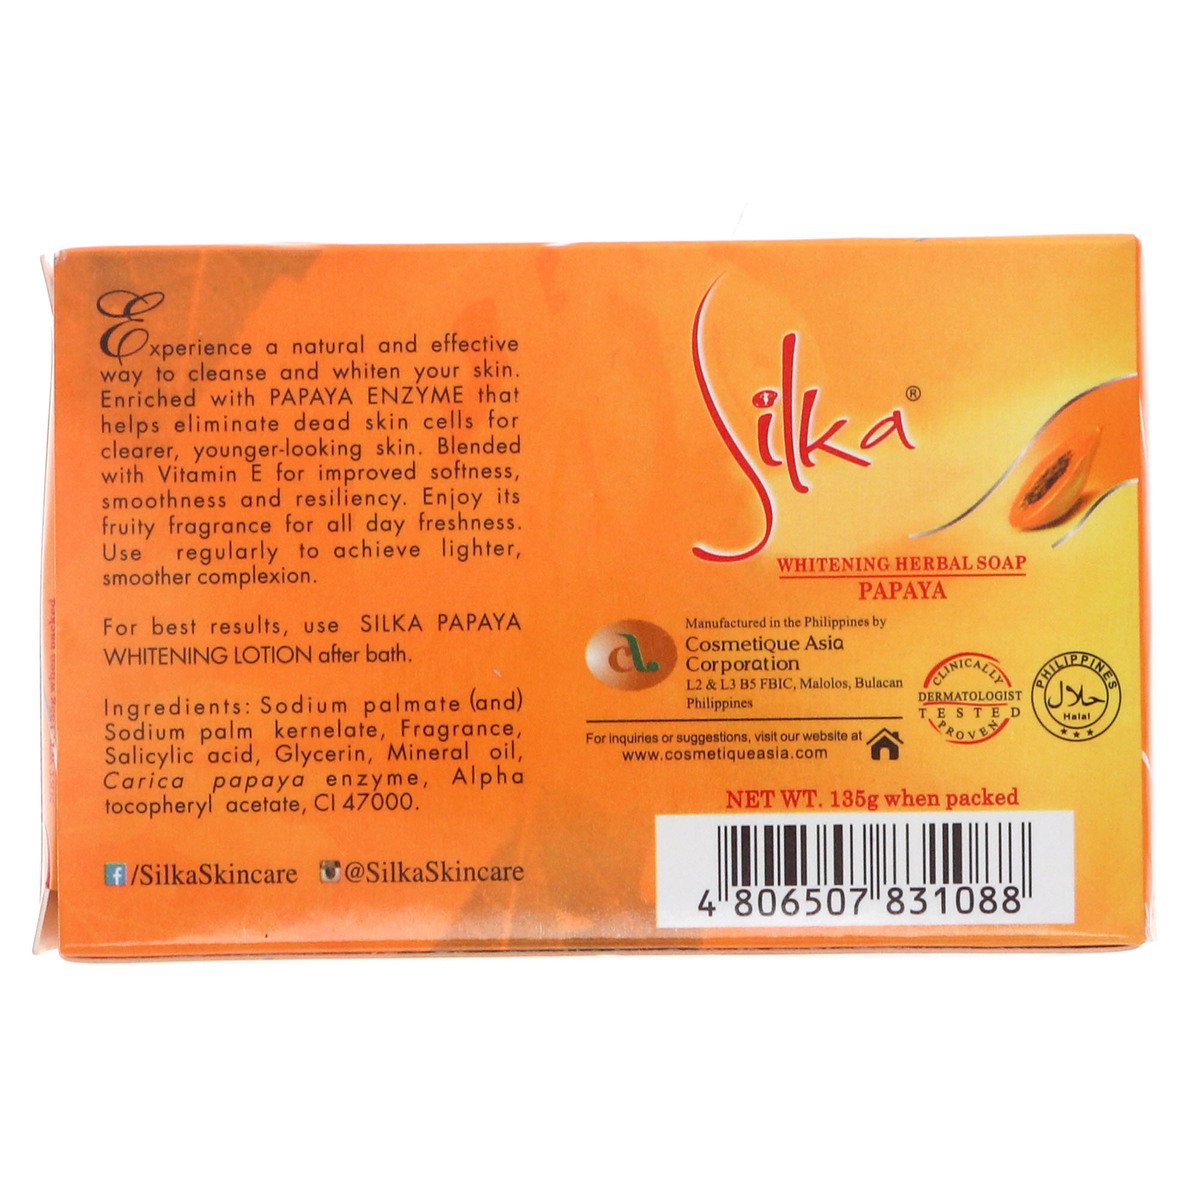 Experience a natural and effective
way to cleanse and whiten your skin.
Enriched with PAPAYA ENZYME that
helps eliminate dead skin cells for
clearer, younger-looking skin. Blended
with Vitamin E for improved softness,
smoothness and resiliency. Enjoy its
fruity fragrance for all day freshness.
Use regularly to achieve lighter,
smoother complexion.
For best results, use SILKA PAPAYA
WHITENING LOTION after bath.
Ingredients: Sodium palmate (and)
Sodium palm kernelate, Fragrance,
Salicylic acid, Glycerin, Mineral oil,
Carica papaya enzyme, Alpha
tocopheryl acetate, CI 47000.
/SilkaSkincare @SilkaSkincare
Silka®
WHITENING HERBAL SOAP
PAPAYA
Manufactured in the Philippines by
Cosmetique Asia
Corporation
L2 & L3 B5 FBIC, Malolos, Bulacan
Philippines
CLINICALLY
DERMATOLOGIST
TESTED
PROVEN
PHILIPPINES
حلال
Halal
For inquiries or suggestions, visit our website at
www.cosmetiqueasia.com
NET WT. 135g when packed
4 806507 831088